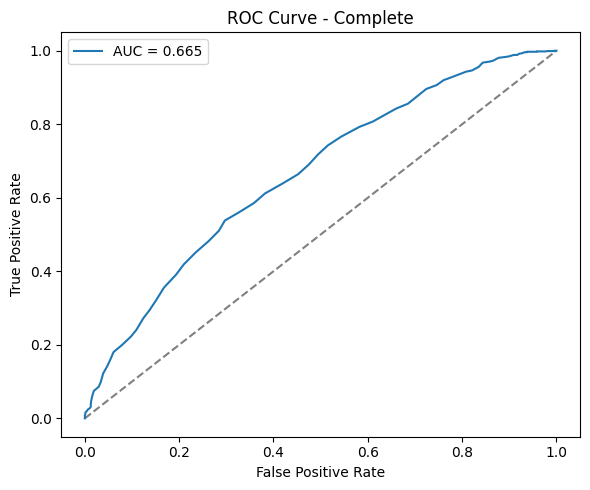 ROC Curve - Complete
AUC = 0.665
True Positive Rate
1.0
0.8
0.6
0.4
0.2
0.0
0.0 0.2 0.4 0.6 0.8 1.0
False Positive Rate